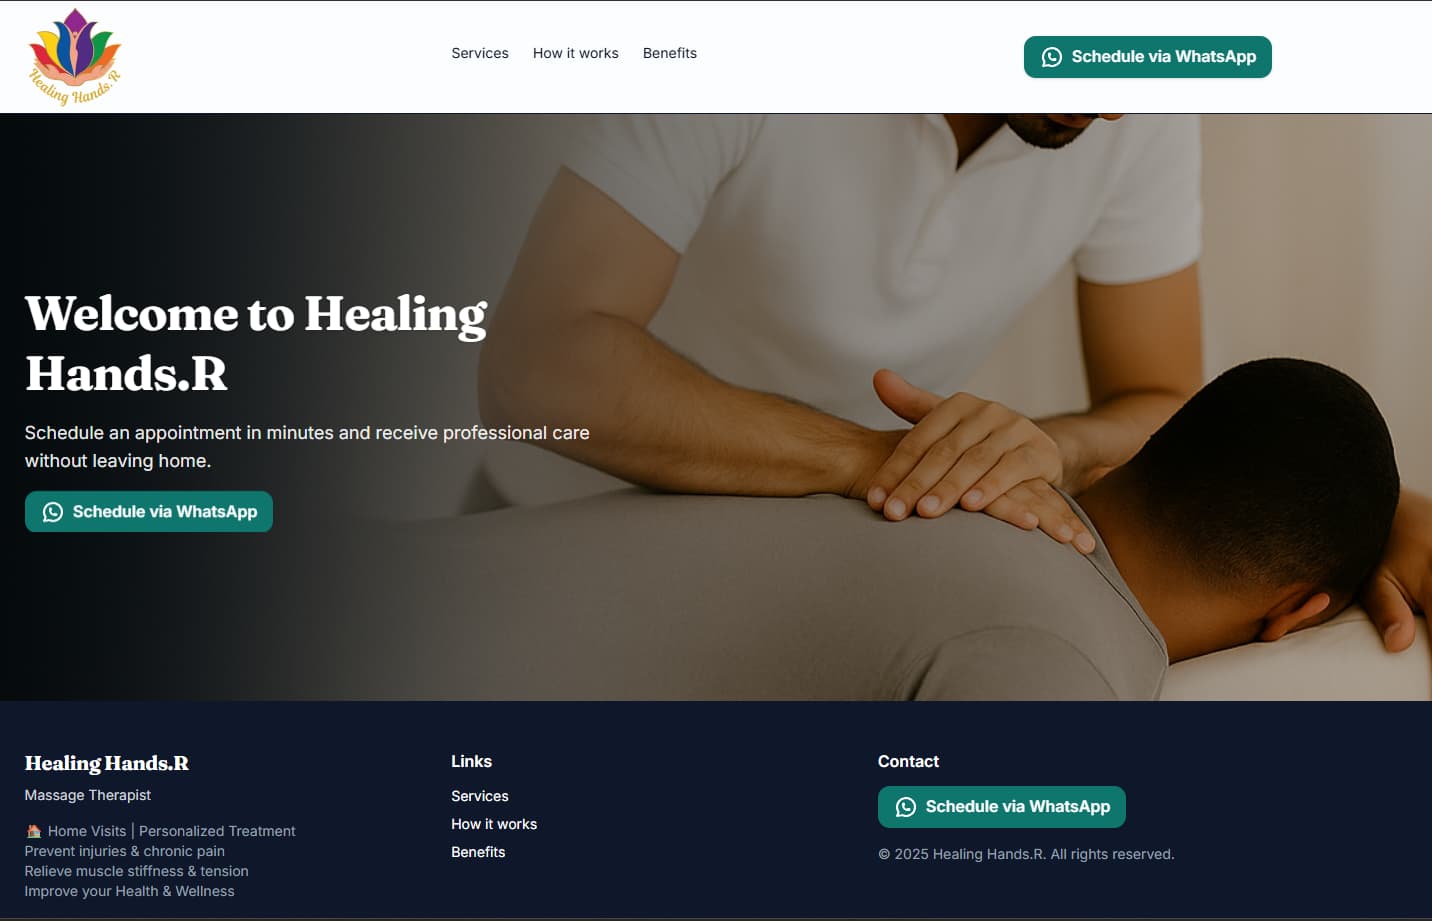 Healing Hands.R
Services
How it works
Benefits
Schedule via WhatsApp
Welcome to Healing
Hands.R
Schedule an appointment in minutes and receive professional care
without leaving home.
Schedule via WhatsApp
Healing Hands.R
Massage Therapist
🏠 Home Visits | Personalized Treatment
Prevent injuries & chronic pain
Relieve muscle stiffness & tension
Improve your Health & Wellness
Links
Services
How it works
Benefits
Contact
Schedule via WhatsApp
© 2025 Healing Hands.R. All rights reserved.